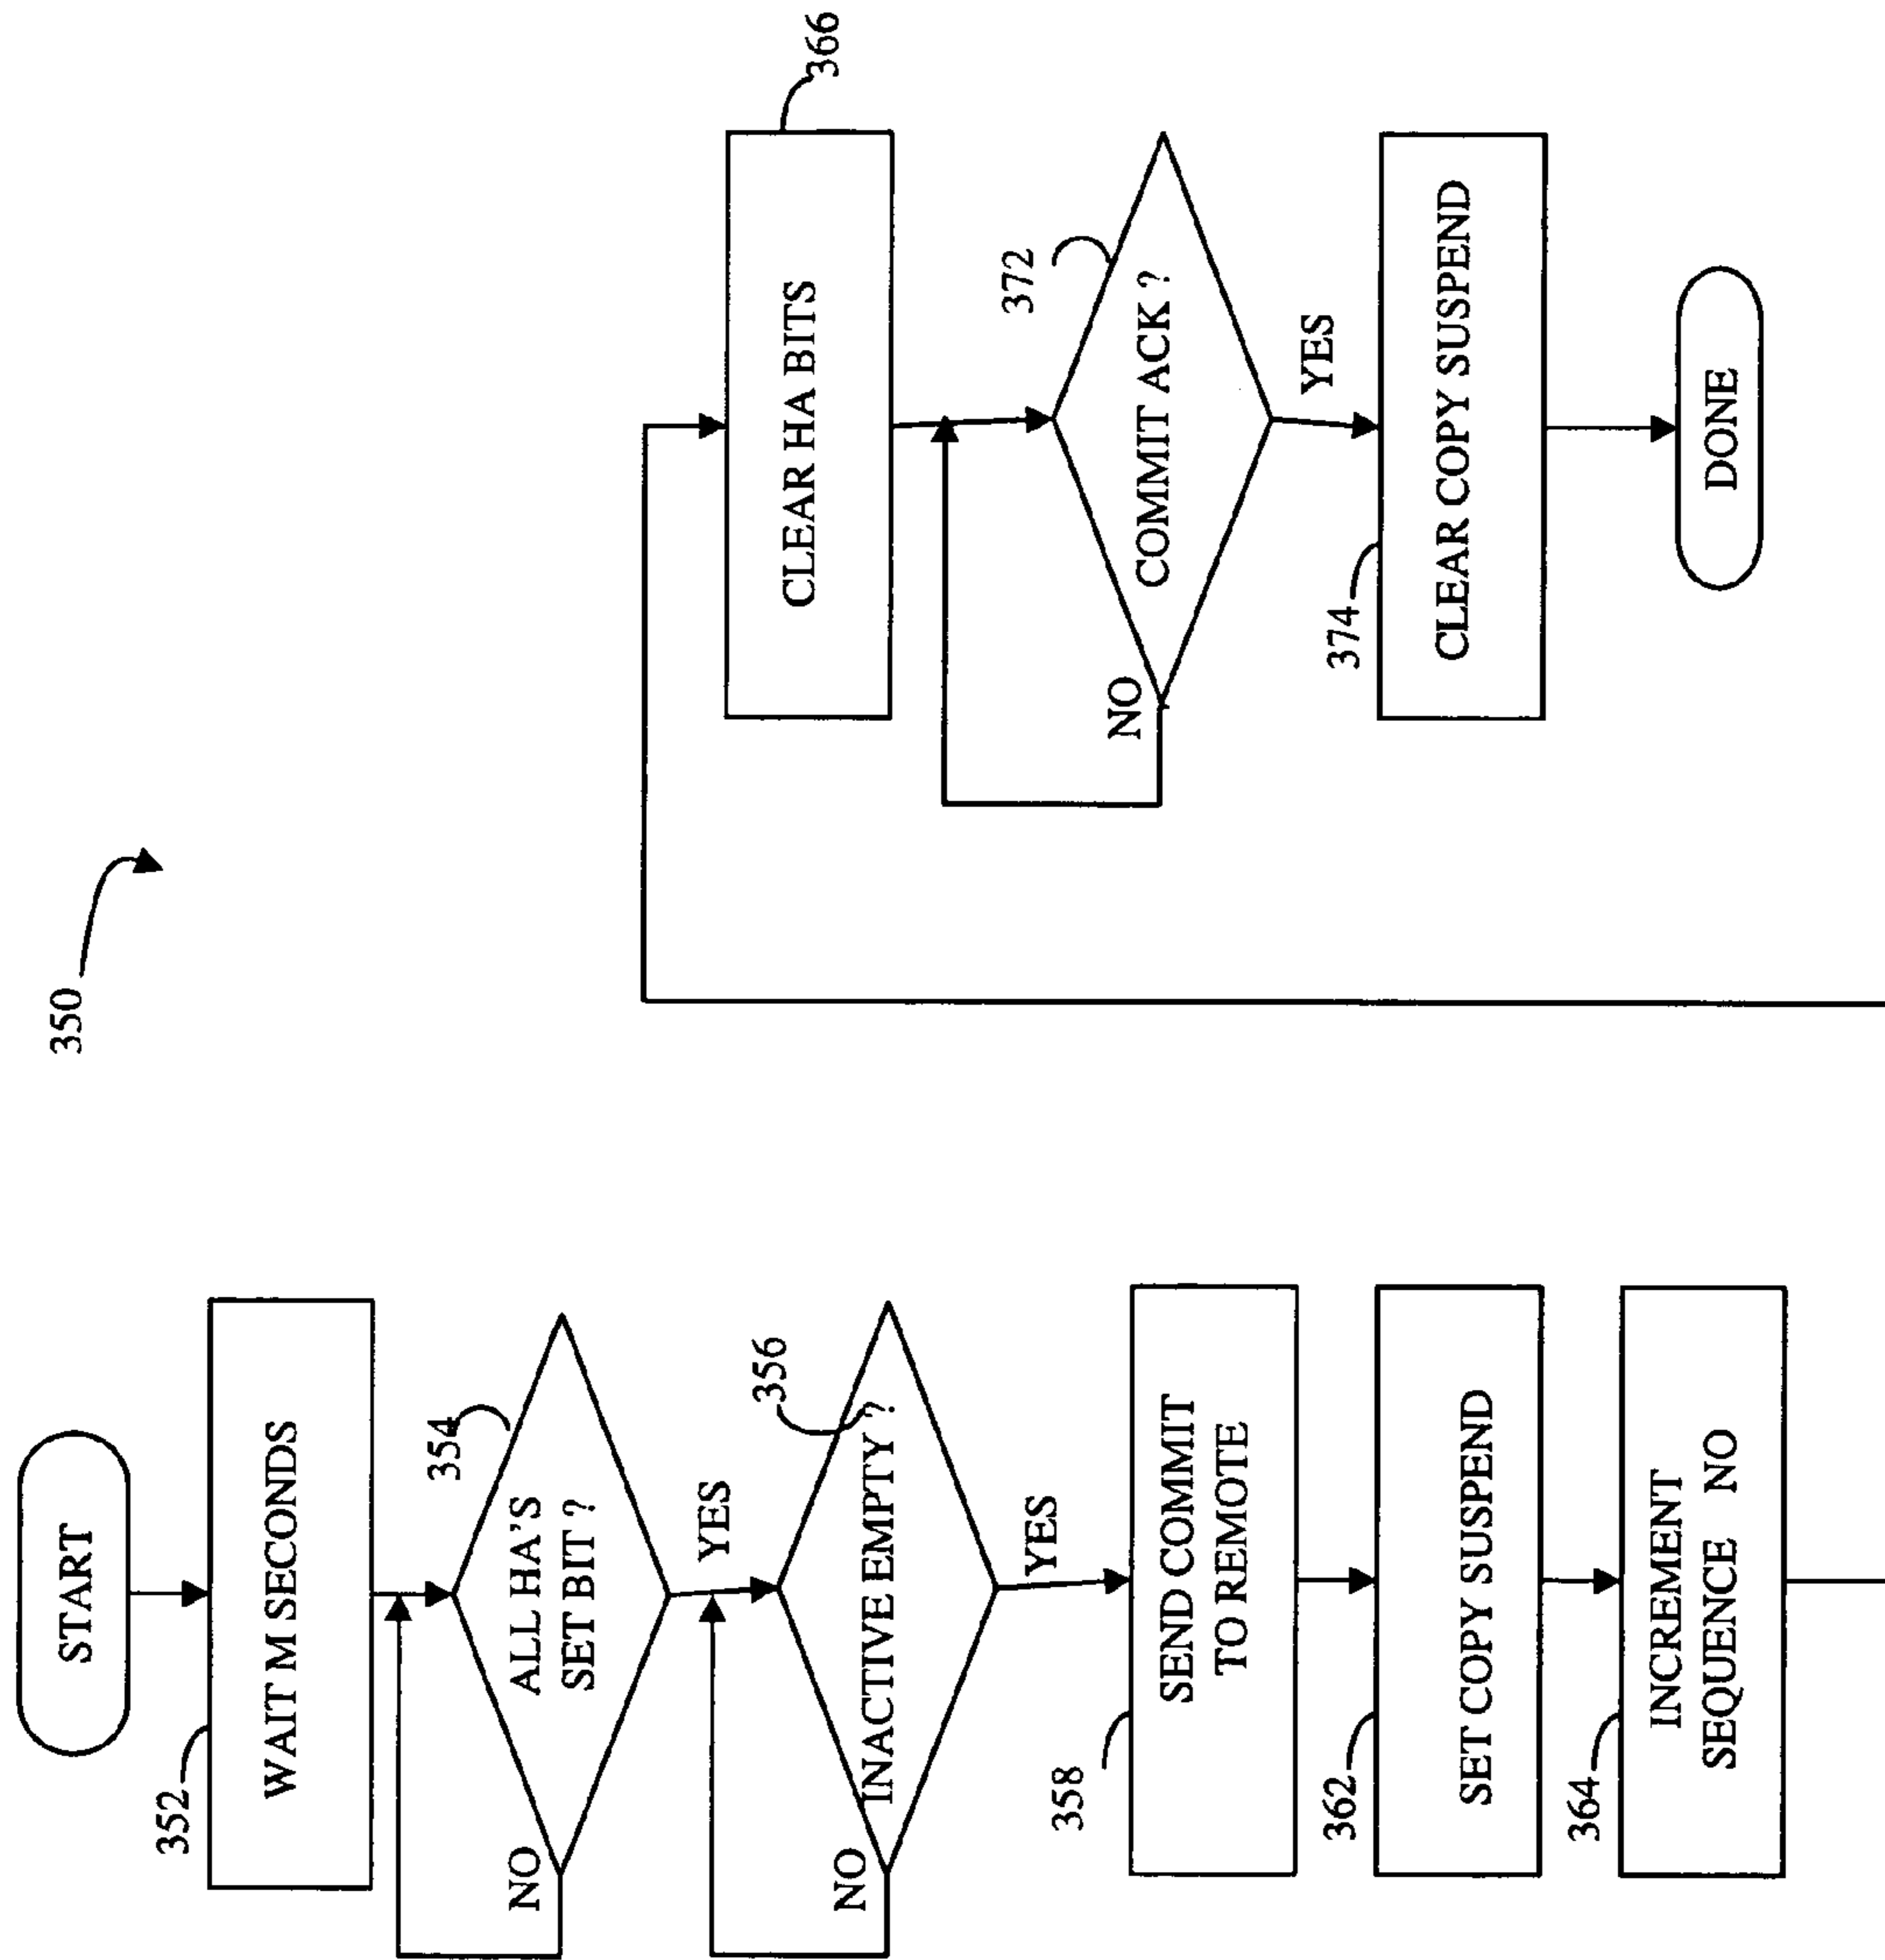 350
START
352
WAIT M SECONDS
354
ALL HA'S
SET BIT ?
NO
YES
356
INACTIVE EMPTY ?
NO
YES
358
SEND COMMIT
TO REMOTE
362
SET COPY SUSPEND
364
INCREMENT
SEQUENCE NO
366
CLEAR HA BITS
372
COMMIT ACK ?
NO
YES
374
CLEAR COPY SUSPEND
DONE